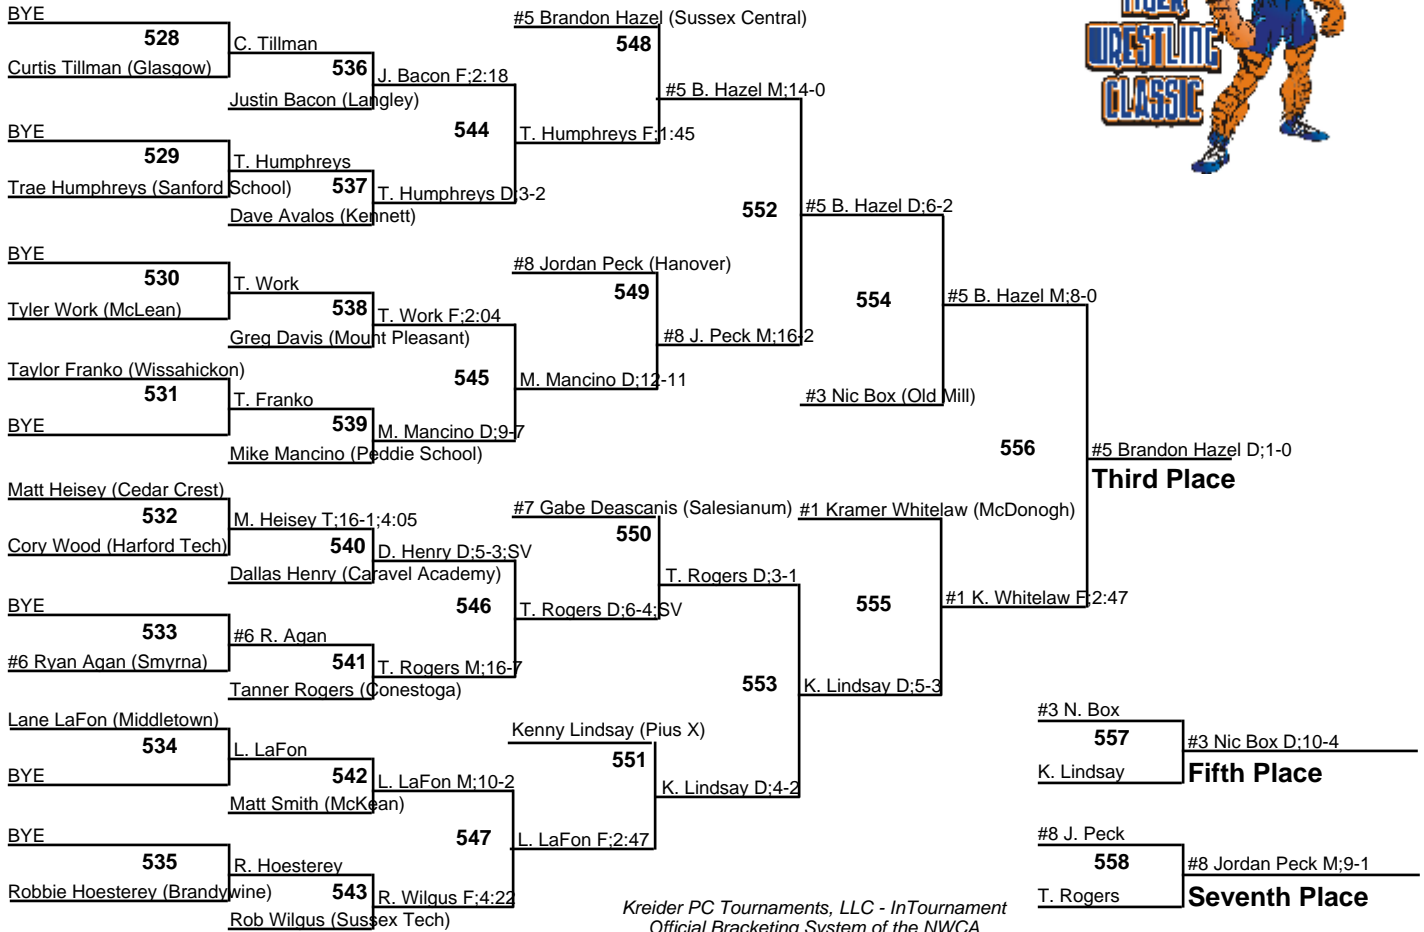 BYE
528
Curtis Tillman (Glasgow)
C. Tillman
536
Justin Bacon (Langley)
J. Bacon F;2:18
BYE
529
Trae Humphreys (Sanford School)
T. Humphreys
537
Dave Avalos (Kennett)
T. Humphreys D;3-2
544
T. Humphreys F;1:45
#5 Brandon Hazel (Sussex Central)
548
#5 B. Hazel M;14-0
BYE
530
Tyler Work (McLean)
T. Work
538
Greg Davis (Mount Pleasant)
T. Work F;2:04
Taylor Franko (Wissahickon)
531
BYE
T. Franko
539
Mike Mancino (Peddie School)
M. Mancino D;9-7
545
M. Mancino D;12-11
#8 Jordan Peck (Hanover)
549
#8 J. Peck M;16-2
552
#5 B. Hazel D;6-2
554
#3 Nic Box (Old Mill)
#5 B. Hazel M;8-0
Matt Heisey (Cedar Crest)
532
Cory Wood (Harford Tech)
M. Heisey T;16-1;4:05
540
Dallas Henry (Caravel Academy)
D. Henry D;5-3;SV
BYE
533
#6 Ryan Agan (Smyrna)
#6 R. Agan
541
Tanner Rogers (Conestoga)
T. Rogers M;16-7
546
T. Rogers D;6-4;SV
#7 Gabe Deascanis (Salesianum)
550
T. Rogers D;3-1
Lane LaFon (Middletown)
534
BYE
L. LaFon
542
Matt Smith (McKean)
L. LaFon M;10-2
BYE
535
Robbie Hoesterey (Brandywine)
R. Hoesterey
543
Rob Wilgus (Sussex Tech)
R. Wilgus F;4:22
547
L. LaFon F;2:47
Kenny Lindsay (Pius X)
551
K. Lindsay D;4-2
553
K. Lindsay D;5-3
#1 Kramer Whitelaw (McDonogh)
555
#1 K. Whitelaw F;2:47
556
#5 Brandon Hazel D;1-0
Third Place
#3 N. Box
557
K. Lindsay
#3 Nic Box D;10-4
Fifth Place
#8 J. Peck
558
T. Rogers
#8 Jordan Peck M;9-1
Seventh Place
TIGER
WRESTLING
CLASSIC
Kreider PC Tournaments, LLC - InTournament
Official Bracketing System of the NWCA